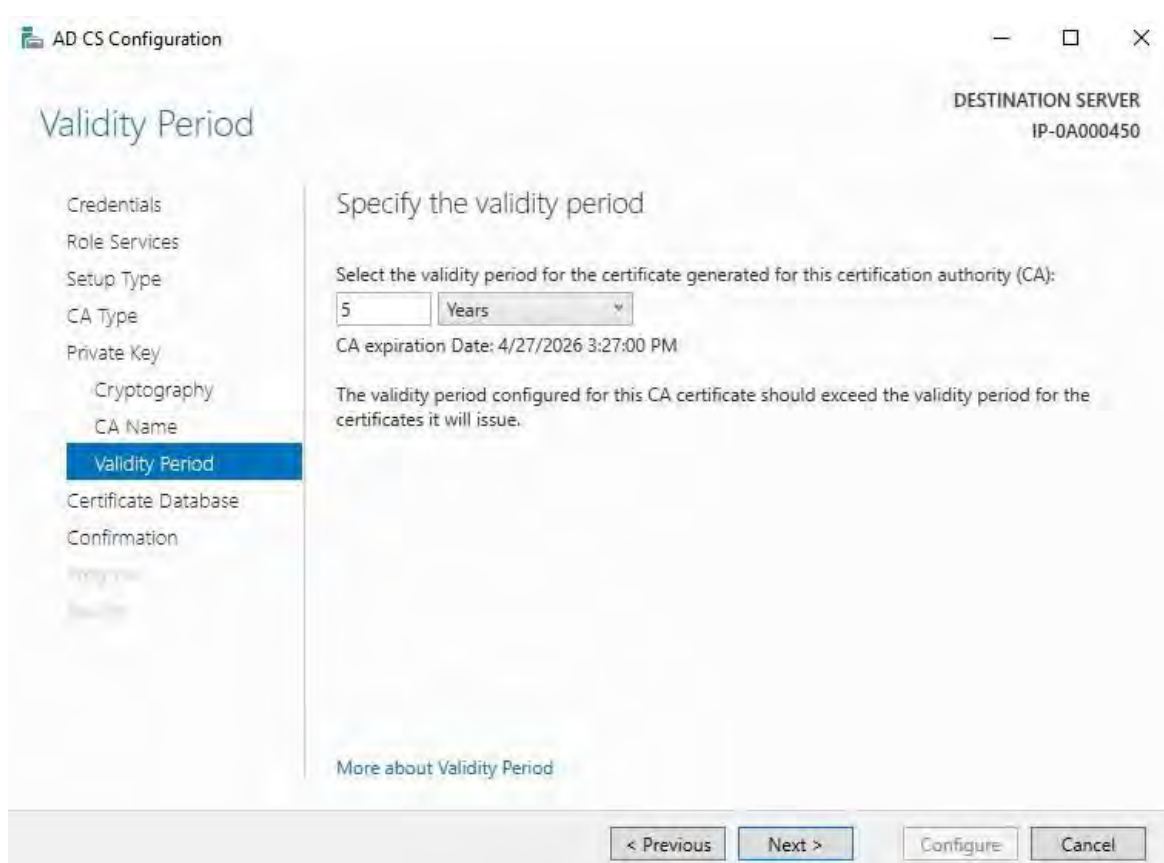 AD CS Configuration
Validity Period
DESTINATION SERVER
IP-0A000450
Credentials
Role Services
Setup Type
CA Type
Private Key
Cryptography
CA Name
Validity Period
Certificate Database
Confirmation
Specify the validity period
Select the validity period for the certificate generated for this certification authority (CA):
5 Years
CA expiration Date: 4/27/2026 3:27:00 PM
The validity period configured for this CA certificate should exceed the validity period for the
certificates it will issue.
More about Validity Period
< Previous Next > Configure Cancel